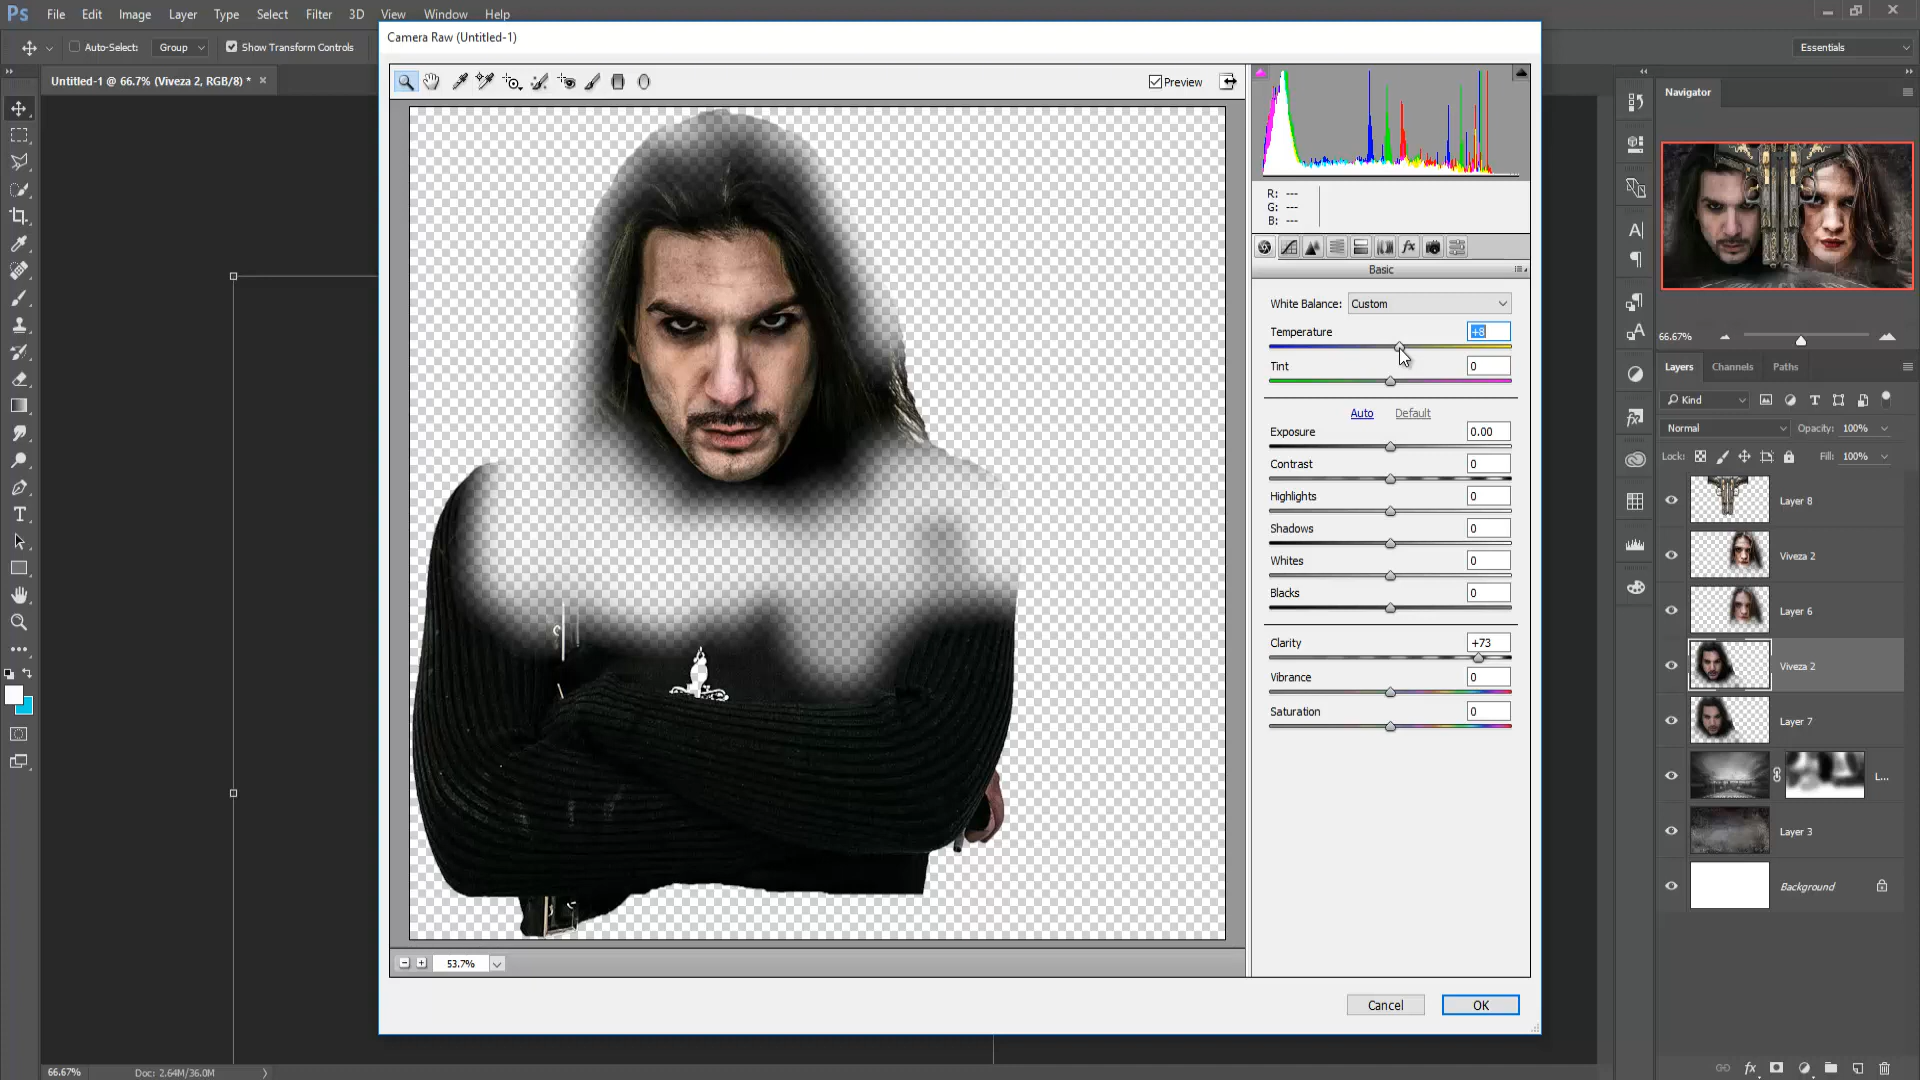 Ps File Edit Image Layer Type Select Filter 3D View Window Help
Camera Raw (Untitled-1)
Auto-Select: Group Show Transform Controls
Essentials
Untitled-1 @ 66.7% (Viveza 2, RGB/8) * ×
Preview
Navigator
R: ---
G: ---
B: ---
fx
Basic
White Balance: Custom
Temperature +8
Tint 0
Auto Default
Exposure 0.00
Contrast 0
Highlights 0
Shadows 0
Whites 0
Blacks 0
Clarity +73
Vibrance 0
Saturation 0
66.67%
Layers Channels Paths
Kind
Normal Opacity: 100%
Lock: Fill: 100%
Layer 8
Viveza 2
Layer 6
Viveza 2
Layer 7
L...
Layer 3
Background
53.7%
Cancel OK
66.67% Doc: 2.64M/36.0M
fx